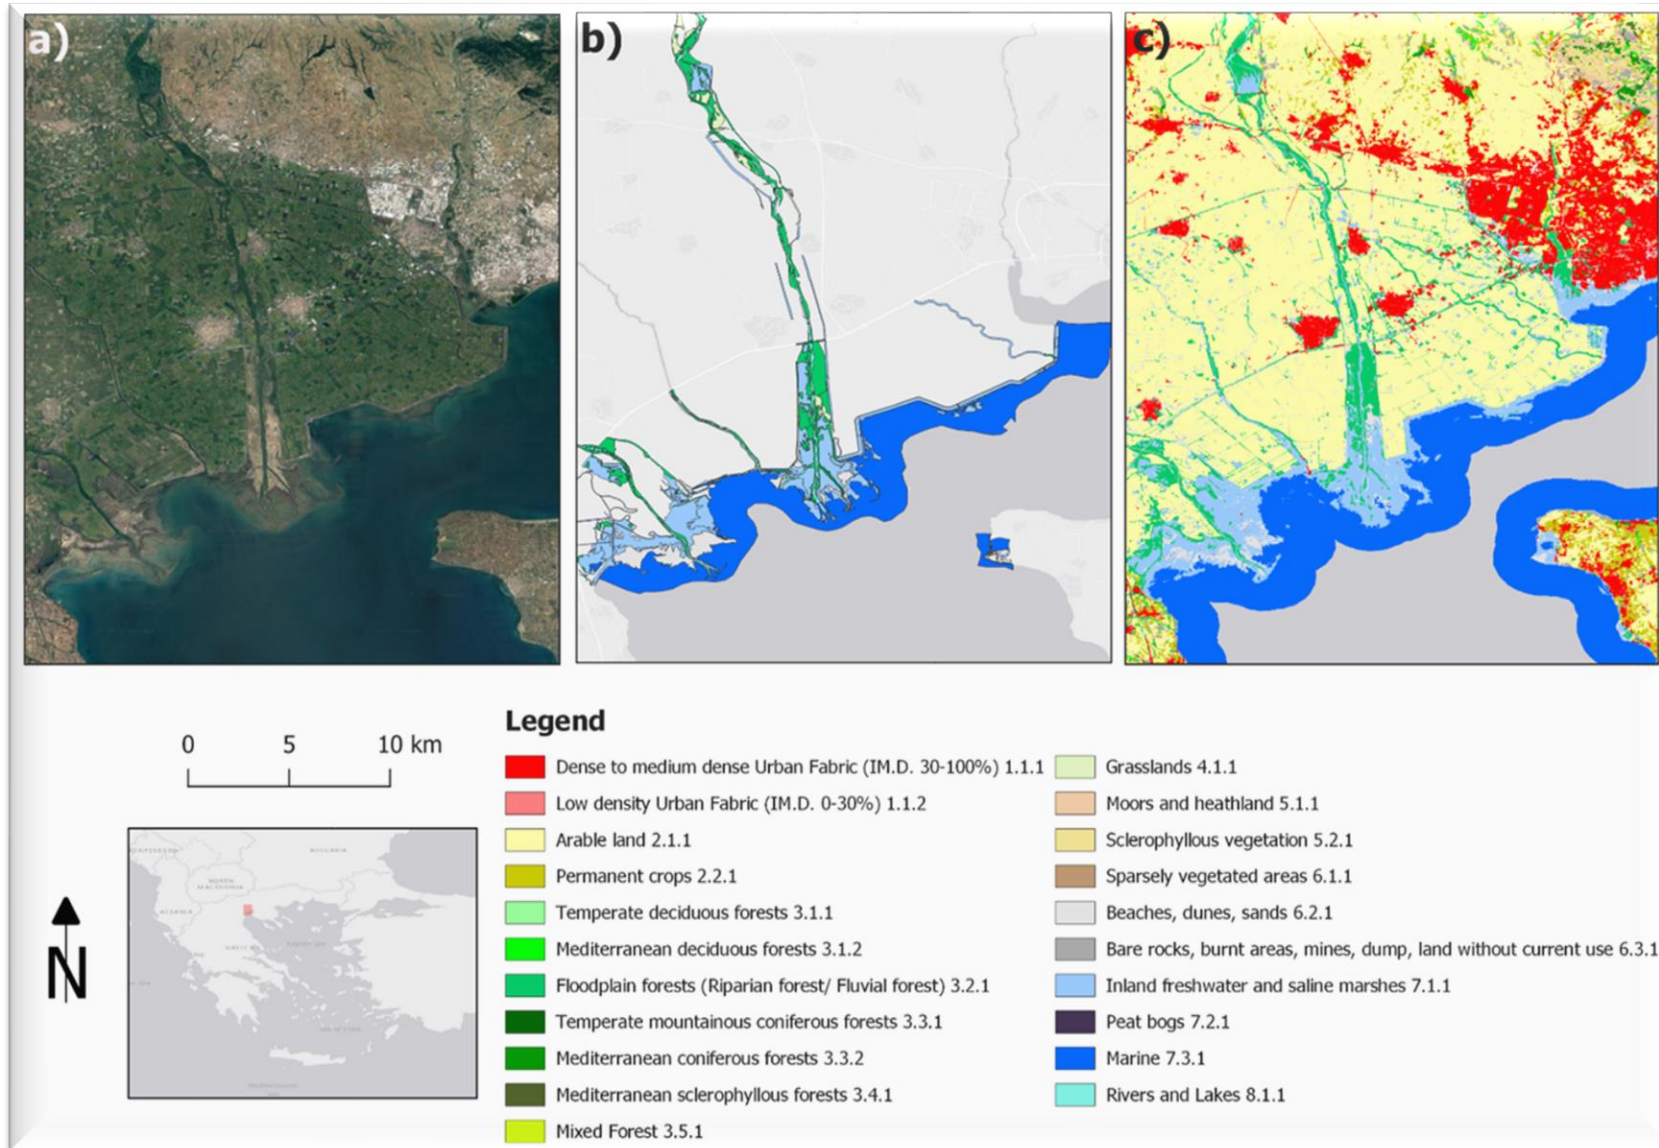 a)
b)
c)
0 5 10 km
N
Legend
Dense to medium dense Urban Fabric (IM.D. 30-100%) 1.1.1
Low density Urban Fabric (IM.D. 0-30%) 1.1.2
Arable land 2.1.1
Permanent crops 2.2.1
Temperate deciduous forests 3.1.1
Mediterranean deciduous forests 3.1.2
Floodplain forests (Riparian forest/ Fluvial forest) 3.2.1
Temperate mountainous coniferous forests 3.3.1
Mediterranean coniferous forests 3.3.2
Mediterranean sclerophyllous forests 3.4.1
Mixed Forest 3.5.1
Grasslands 4.1.1
Moors and heathland 5.1.1
Sclerophyllous vegetation 5.2.1
Sparsely vegetated areas 6.1.1
Beaches, dunes, sands 6.2.1
Bare rocks, burnt areas, mines, dump, land without current use 6.3.1
Inland freshwater and saline marshes 7.1.1
Peat bogs 7.2.1
Marine 7.3.1
Rivers and Lakes 8.1.1